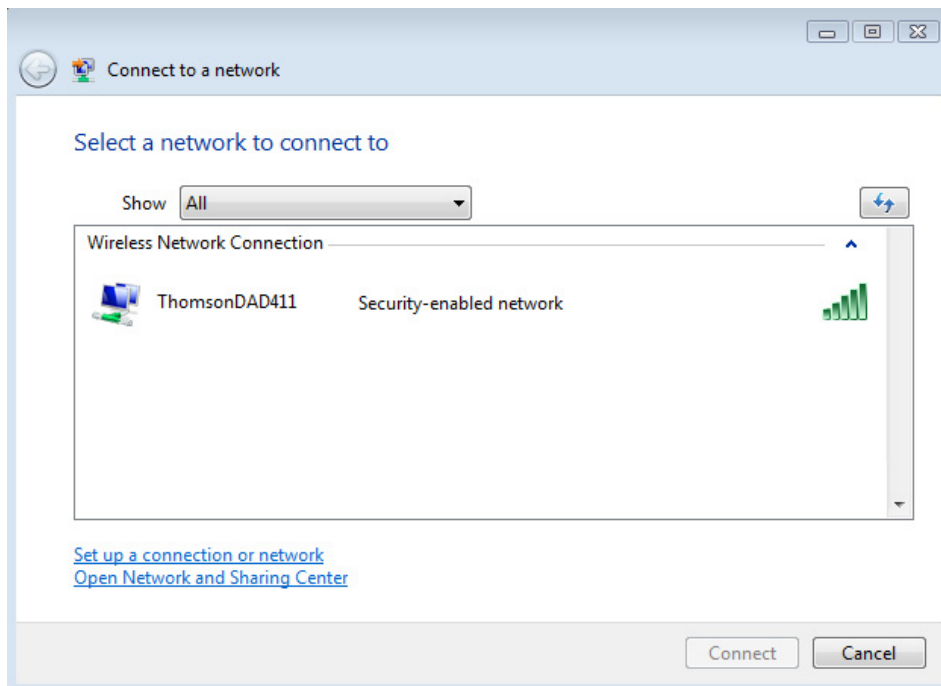 Connect to a network
Select a network to connect to
Show All
Wireless Network Connection
ThomsonDAD411 Security-enabled network
Set up a connection or network
Open Network and Sharing Center
Connect Cancel